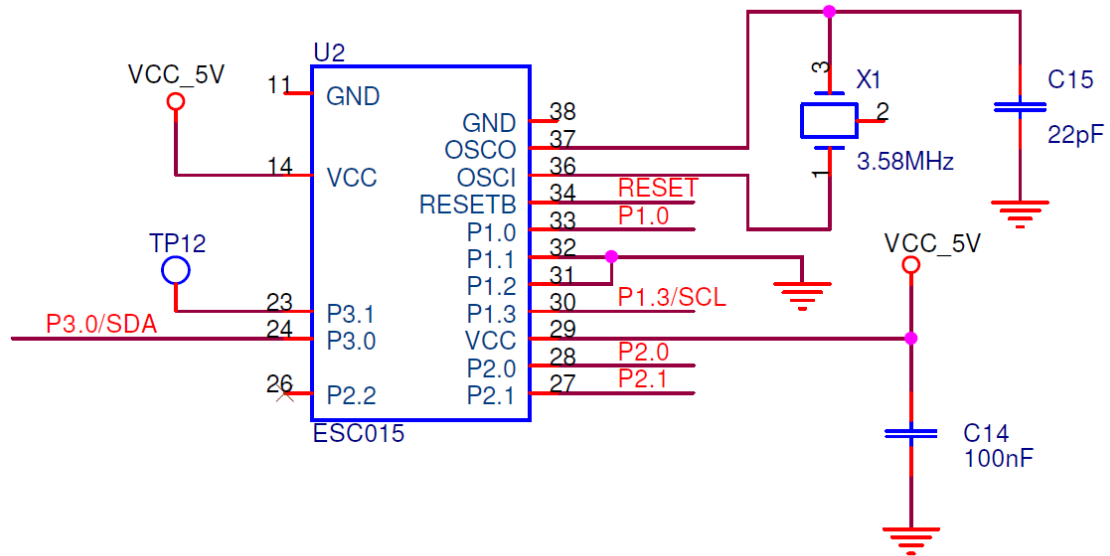 U2
VCC_5V
11
GND
GND
38
OSCO
37
14
VCC
OSCI
36
RESETB
34
RESET
P1.0
33
P1.0
TP12
P1.1
32
P1.2
31
23
P3.1
P1.3
30
P1.3/SCL
P3.0/SDA
24
P3.0
VCC
29
P2.0
28
P2.0
26
P2.2
P2.1
27
P2.1
ESC015
3
X1
2
3.58MHz
1
C15
22pF
VCC_5V
C14
100nF